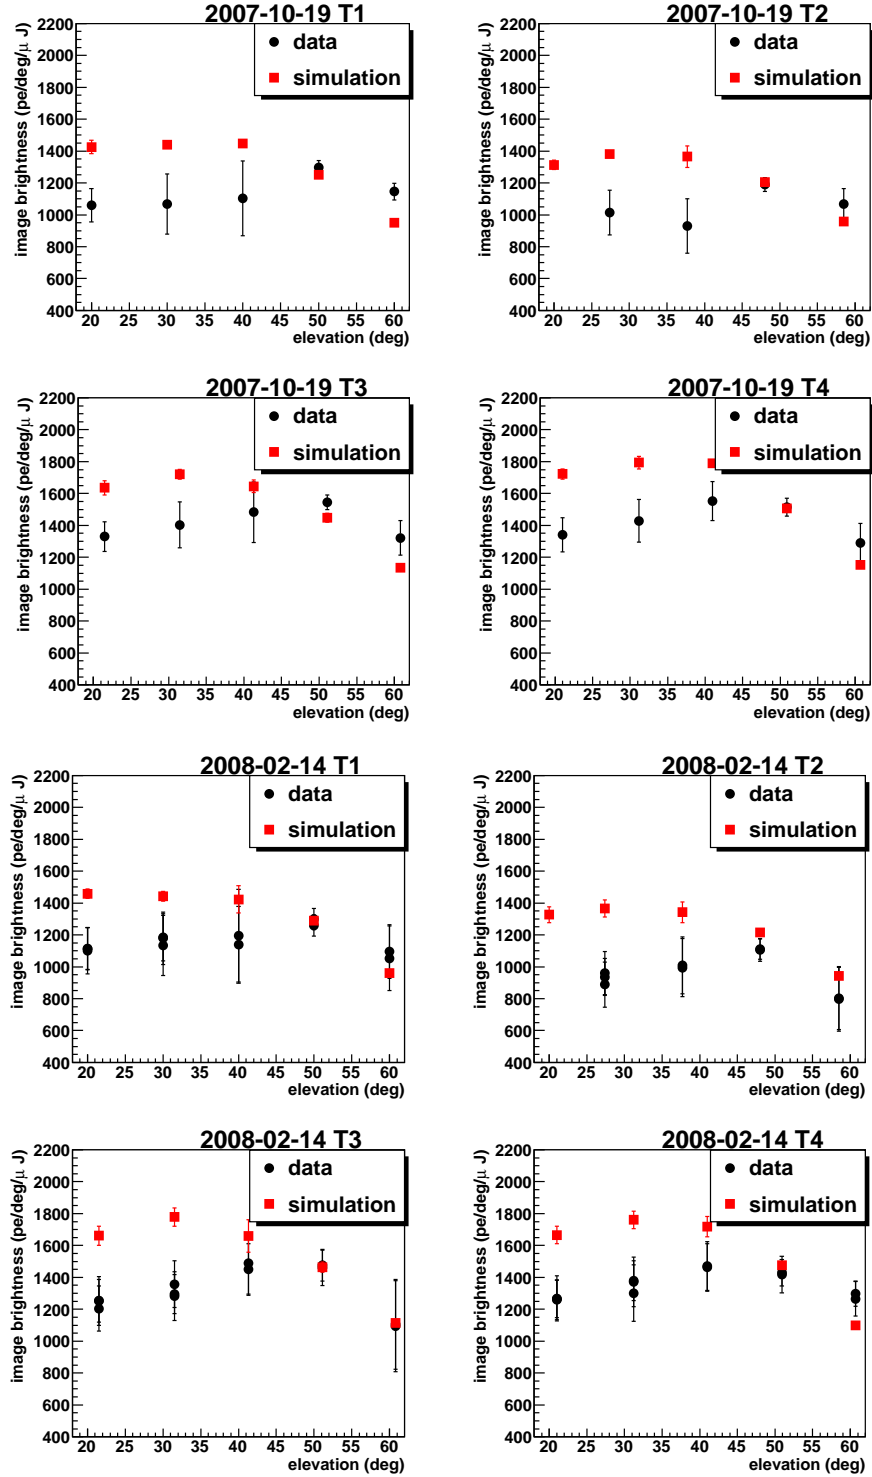 2007-10-19 T1
image brightness (pe/deg/μ J)
2200
2000
1800
1600
1400
1200
1000
800
600
400
data
simulation
20 25 30 35 40 45 50 55 60
elevation (deg)
2007-10-19 T2
image brightness (pe/deg/μ J)
2200
2000
1800
1600
1400
1200
1000
800
600
400
data
simulation
20 25 30 35 40 45 50 55 60
elevation (deg)
2007-10-19 T3
image brightness (pe/deg/μ J)
2200
2000
1800
1600
1400
1200
1000
800
600
400
data
simulation
20 25 30 35 40 45 50 55 60
elevation (deg)
2007-10-19 T4
image brightness (pe/deg/μ J)
2200
2000
1800
1600
1400
1200
1000
800
600
400
data
simulation
20 25 30 35 40 45 50 55 60
elevation (deg)
2008-02-14 T1
image brightness (pe/deg/μ J)
2200
2000
1800
1600
1400
1200
1000
800
600
400
data
simulation
20 25 30 35 40 45 50 55 60
elevation (deg)
2008-02-14 T2
image brightness (pe/deg/μ J)
2200
2000
1800
1600
1400
1200
1000
800
600
400
data
simulation
20 25 30 35 40 45 50 55 60
elevation (deg)
2008-02-14 T3
image brightness (pe/deg/μ J)
2200
2000
1800
1600
1400
1200
1000
800
600
400
data
simulation
20 25 30 35 40 45 50 55 60
elevation (deg)
2008-02-14 T4
image brightness (pe/deg/μ J)
2200
2000
1800
1600
1400
1200
1000
800
600
400
data
simulation
20 25 30 35 40 45 50 55 60
elevation (deg)